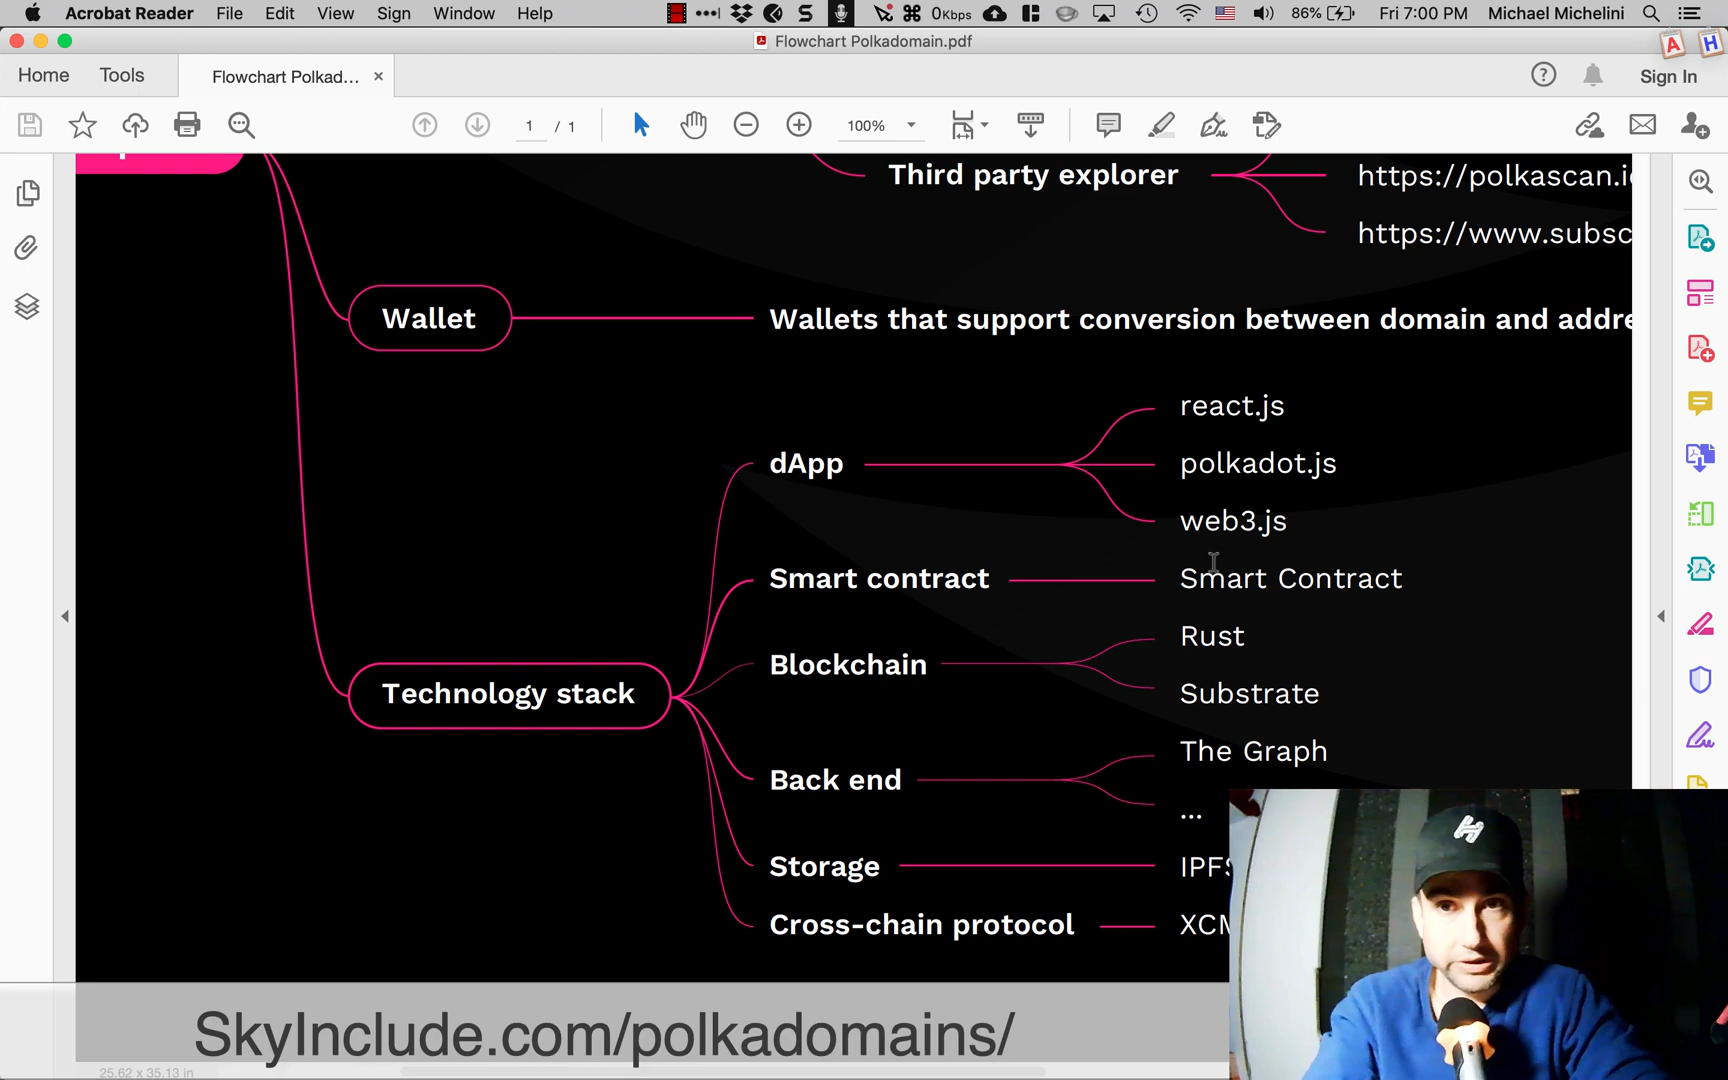 Acrobat Reader File Edit View Sign Window Help 0Kbps 86% Fri 7:00 PM Michael Michelini
Flowchart Polkadomain.pdf
Home Tools Flowchart Polkad... × Sign In
1 / 1 100%
Third party explorer
https://polkascan.i
https://www.subsc
Wallet
Wallets that support conversion between domain and addre
react.js
dApp
polkadot.js
web3.js
Smart contract
Smart Contract
Rust
Blockchain
Substrate
Technology stack
The Graph
Back end
...
Storage
IPFS
Cross-chain protocol
XCM
SkyInclude.com/polkadomains/
25.62 x 35.13 in